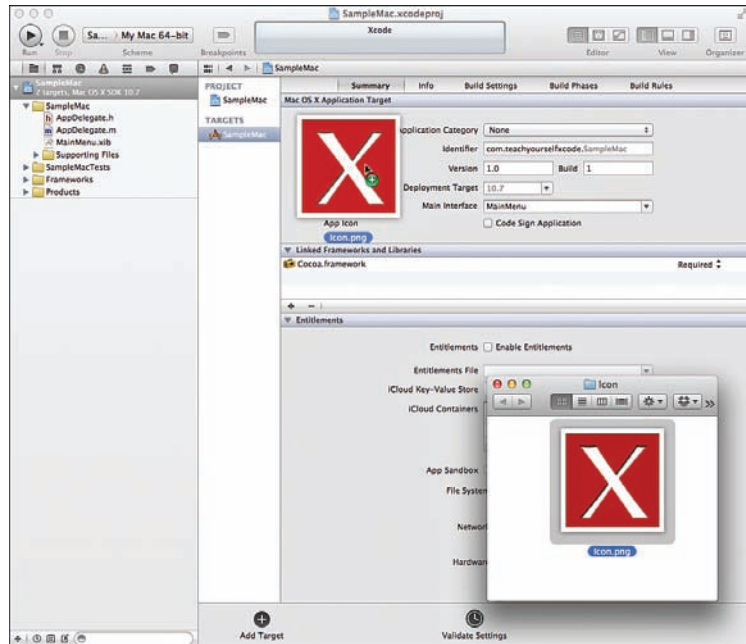 SampleMac.xcodeproj
Run
Stop
Sa... My Mac 64-bit
Scheme
Breakpoints
Xcode
Editor
View
Organizer
SampleMac
SampleMac
2 targets, Mac OS X SDK 10.7
SampleMac
AppDelegate.h
AppDelegate.m
MainMenu.xib
Supporting Files
SampleMacTests
Frameworks
Products
PROJECT
SampleMac
TARGETS
SampleMac
Summary
Info
Build Settings
Build Phases
Build Rules
Mac OS X Application Target
Application Category None
Identifier com.teachyourselfxcode.SampleMac
Version 1.0 Build 1
Deployment Target 10.7
Main Interface MainMenu
Code Sign Application
App Icon
Icon.png
Linked Frameworks and Libraries
Cocoa.framework Required
Entitlements
Entitlements Enable Entitlements
Entitlements File
iCloud Key-Value Store
iCloud Containers
App Sandbox
File System
Hardware
Icon
X
Icon.png
Add Target
Validate Settings